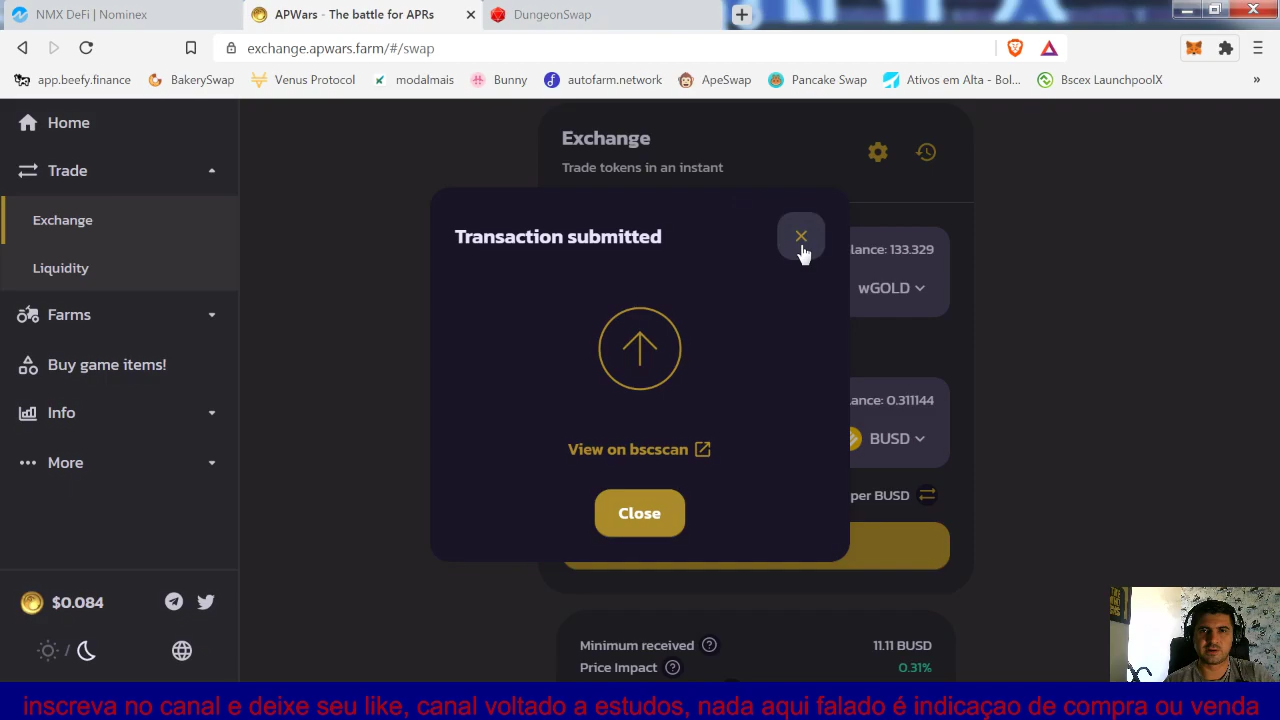 NMX DeFi | Nominex
APWars - The battle for APRs
DungeonSwap
exchange.apwars.farm/#/swap
app.beefy.finance
BakerySwap
Venus Protocol
modalmais
Bunny
autofarm.network
ApeSwap
Pancake Swap
Ativos em Alta - Bol...
Bscex LaunchpoolX
»
Home
Trade
Exchange
Liquidity
Farms
Buy game items!
Info
More
$0.084
/
Exchange
Trade tokens in an instant
lance: 133.329
wGOLD
ance: 0.311144
BUSD
per BUSD
Transaction submitted
View on bscscan
Close
Minimum received
11.11 BUSD
Price Impact
0.31%
inscreva no canal e deixe seu like, canal voltado a estudos, nada aqui falado é indicaçao de compra ou venda